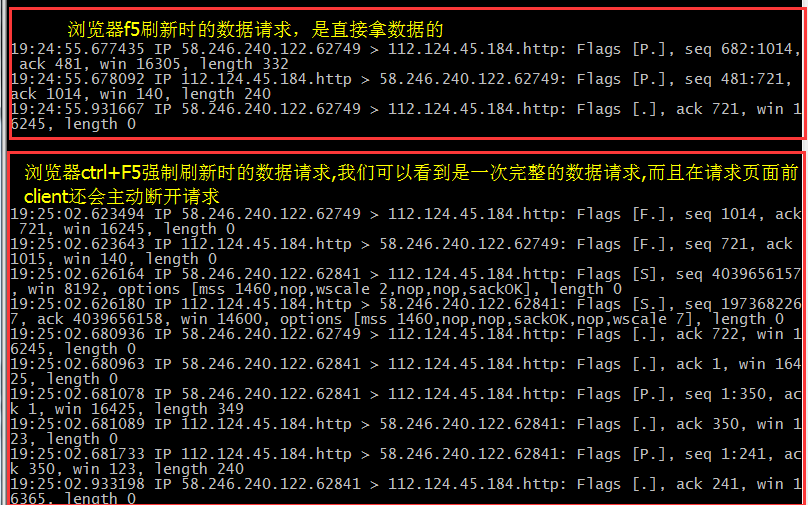 浏览器f5刷新时的数据请求，是直接拿数据的
19:24:55.677435 IP 58.246.240.122.62749 > 112.124.45.184.http: Flags [P.], seq 682:1014,
ack 481, win 16305, length 332
19:24:55.678092 IP 112.124.45.184.http > 58.246.240.122.62749: Flags [P.], seq 481:721,
ack 1014, win 140, length 240
19:24:55.931667 IP 58.246.240.122.62749 > 112.124.45.184.http: Flags [.], ack 721, win 1
6245, length 0
浏览器ctrl+F5强制刷新时的数据请求,我们可以看到是一次完整的数据请求,而且在请求页面前
client还会主动断开请求
19:25:02.623494 IP 58.246.240.122.62749 > 112.124.45.184.http: Flags [F.], seq 1014, ack
721, win 16245, length 0
19:25:02.623643 IP 112.124.45.184.http > 58.246.240.122.62749: Flags [F.], seq 721, ack
1015, win 140, length 0
19:25:02.626164 IP 58.246.240.122.62841 > 112.124.45.184.http: Flags [S], seq 4039656157
, win 8192, options [mss 1460,nop,wscale 2,nop,nop,sackOK], length 0
19:25:02.626180 IP 112.124.45.184.http > 58.246.240.122.62841: Flags [S.], seq 197368226
7, ack 4039656158, win 14600, options [mss 1460,nop,nop,sackOK,nop,wscale 7], length 0
19:25:02.680936 IP 58.246.240.122.62749 > 112.124.45.184.http: Flags [.], ack 722, win 1
6245, length 0
19:25:02.680963 IP 58.246.240.122.62841 > 112.124.45.184.http: Flags [.], ack 1, win 164
25, length 0
19:25:02.681078 IP 58.246.240.122.62841 > 112.124.45.184.http: Flags [P.], seq 1:350, ac
k 1, win 16425, length 349
19:25:02.681089 IP 112.124.45.184.http > 58.246.240.122.62841: Flags [.], ack 350, win 1
23, length 0
19:25:02.681733 IP 112.124.45.184.http > 58.246.240.122.62841: Flags [P.], seq 1:241, ac
k 350, win 123, length 240
19:25:02.933198 IP 58.246.240.122.62841 > 112.124.45.184.http: Flags [.], ack 241, win 1
6365, length 0